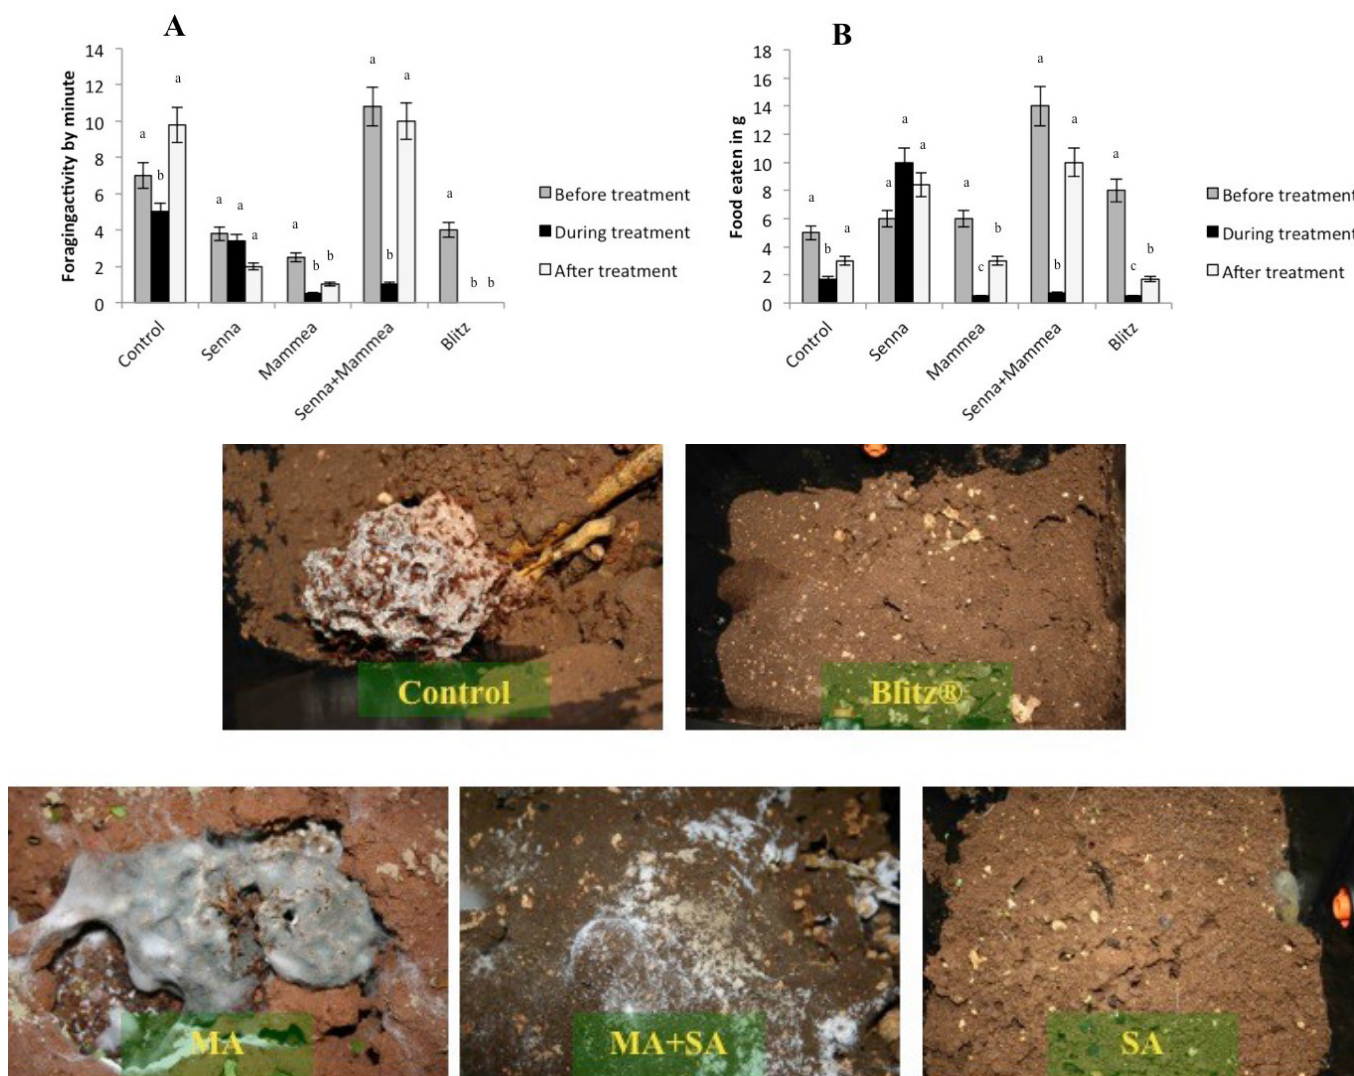 A
B
14
12
10
8
6
4
2
0
Foragingactivity by minute
a
b
a
a
a
a
a
b
b
a
b
a
a
b
b
Control
Senna
Mammea
Senna+Mammea
Blitz
Before treatment
During treatment
After treatment
18
16
14
12
10
8
6
4
2
0
Food eaten in g
a
b
a
a
a
a
a
c
b
a
b
a
a
c
b
Control
Senna
Mammea
Senna+Mammea
Blitz
Before treatment
During treatment
After treatment
Control
Blitz®
MA
MA+SA
SA